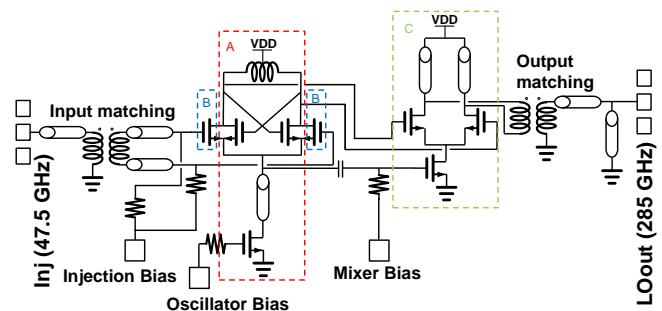 A
VDD
C
VDD
Input matching
B
B
Output
matching
Inj (47.5 GHz)
Injection Bias
Oscillator Bias
Mixer Bias
LOout (285 GHz)